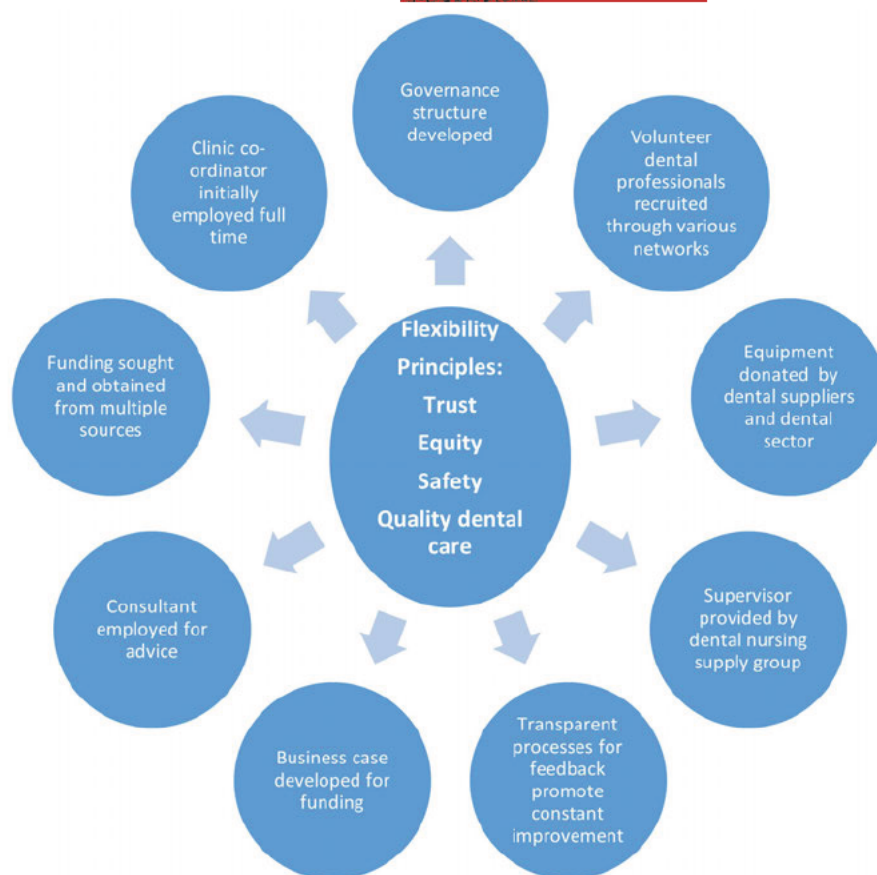 Governance
structure
developed
Volunteer
dental
professionals
recruited
through various
networks
Equipment
donated by
dental suppliers
and dental
sector
Supervisor
provided by
dental nursing
supply group
Transparent
processes for
feedback
promote
constant
improvement
Business case
developed for
funding
Consultant
employed for
advice
Funding sought
and obtained
from multiple
sources
Clinic co-
ordinator
initially
employed full
time
Flexibility
Principles:
Trust
Equity
Safety
Quality dental
care